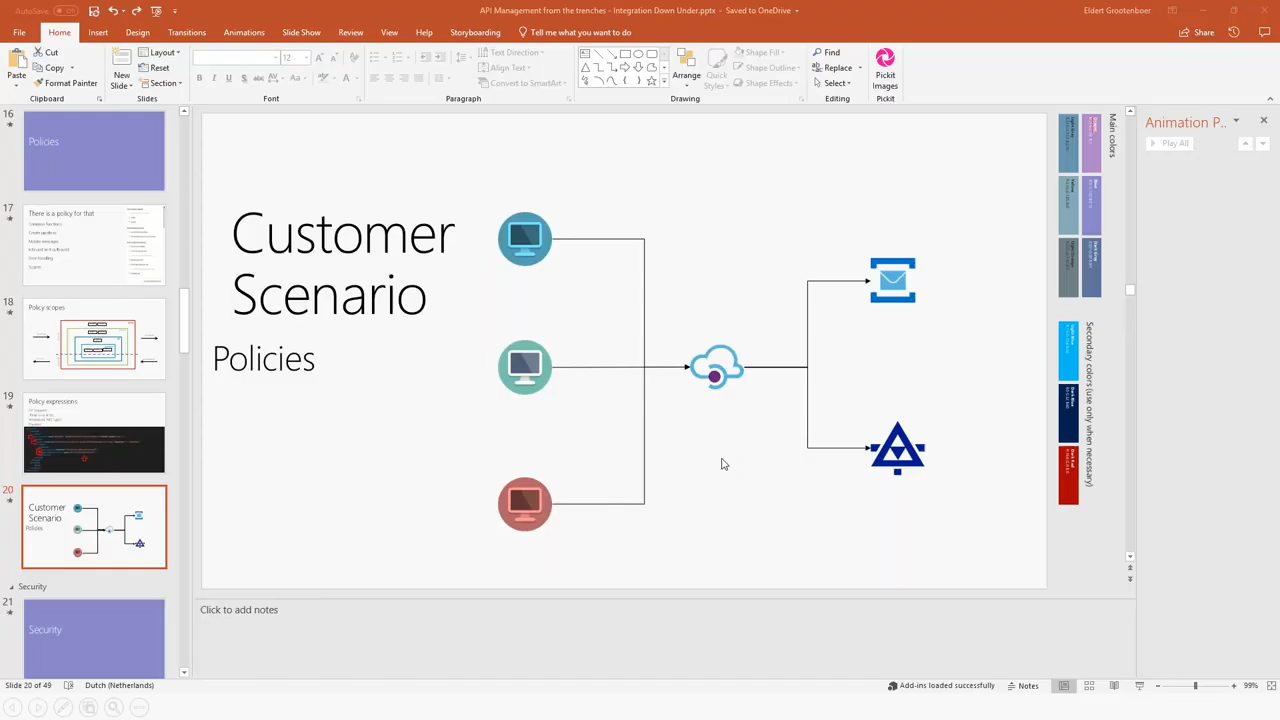 AutoSave
API Management from the trenches - Integration Down Under.pptx - Saved to OneDrive
Eldert Grootenboer
File
Home
Insert
Design
Transitions
Animations
Slide Show
Review
View
Help
Storyboarding
Tell me what you want to do
Share
Paste
Cut
Copy
Format Painter
Clipboard
New
Slide
Layout
Reset
Section
Slides
12
Font
Text Direction
Align Text
Convert to SmartArt
Paragraph
Arrange
Quick
Styles
Shape Fill
Shape Outline
Shape Effects
Drawing
Find
Replace
Select
Editing
Pickit
Images
Pickit
16
Policies
17
There is a policy for that
18
Policy scopes
19
Policy expressions
20
Customer
Scenario
Policies
Security
21
Security
Customer
Scenario
Policies
Main colors
Secondary colors (use only when necessary)
Animation P...
Play All
Click to add notes
Slide 20 of 49
Dutch (Netherlands)
Add-ins loaded successfully
Notes
99%